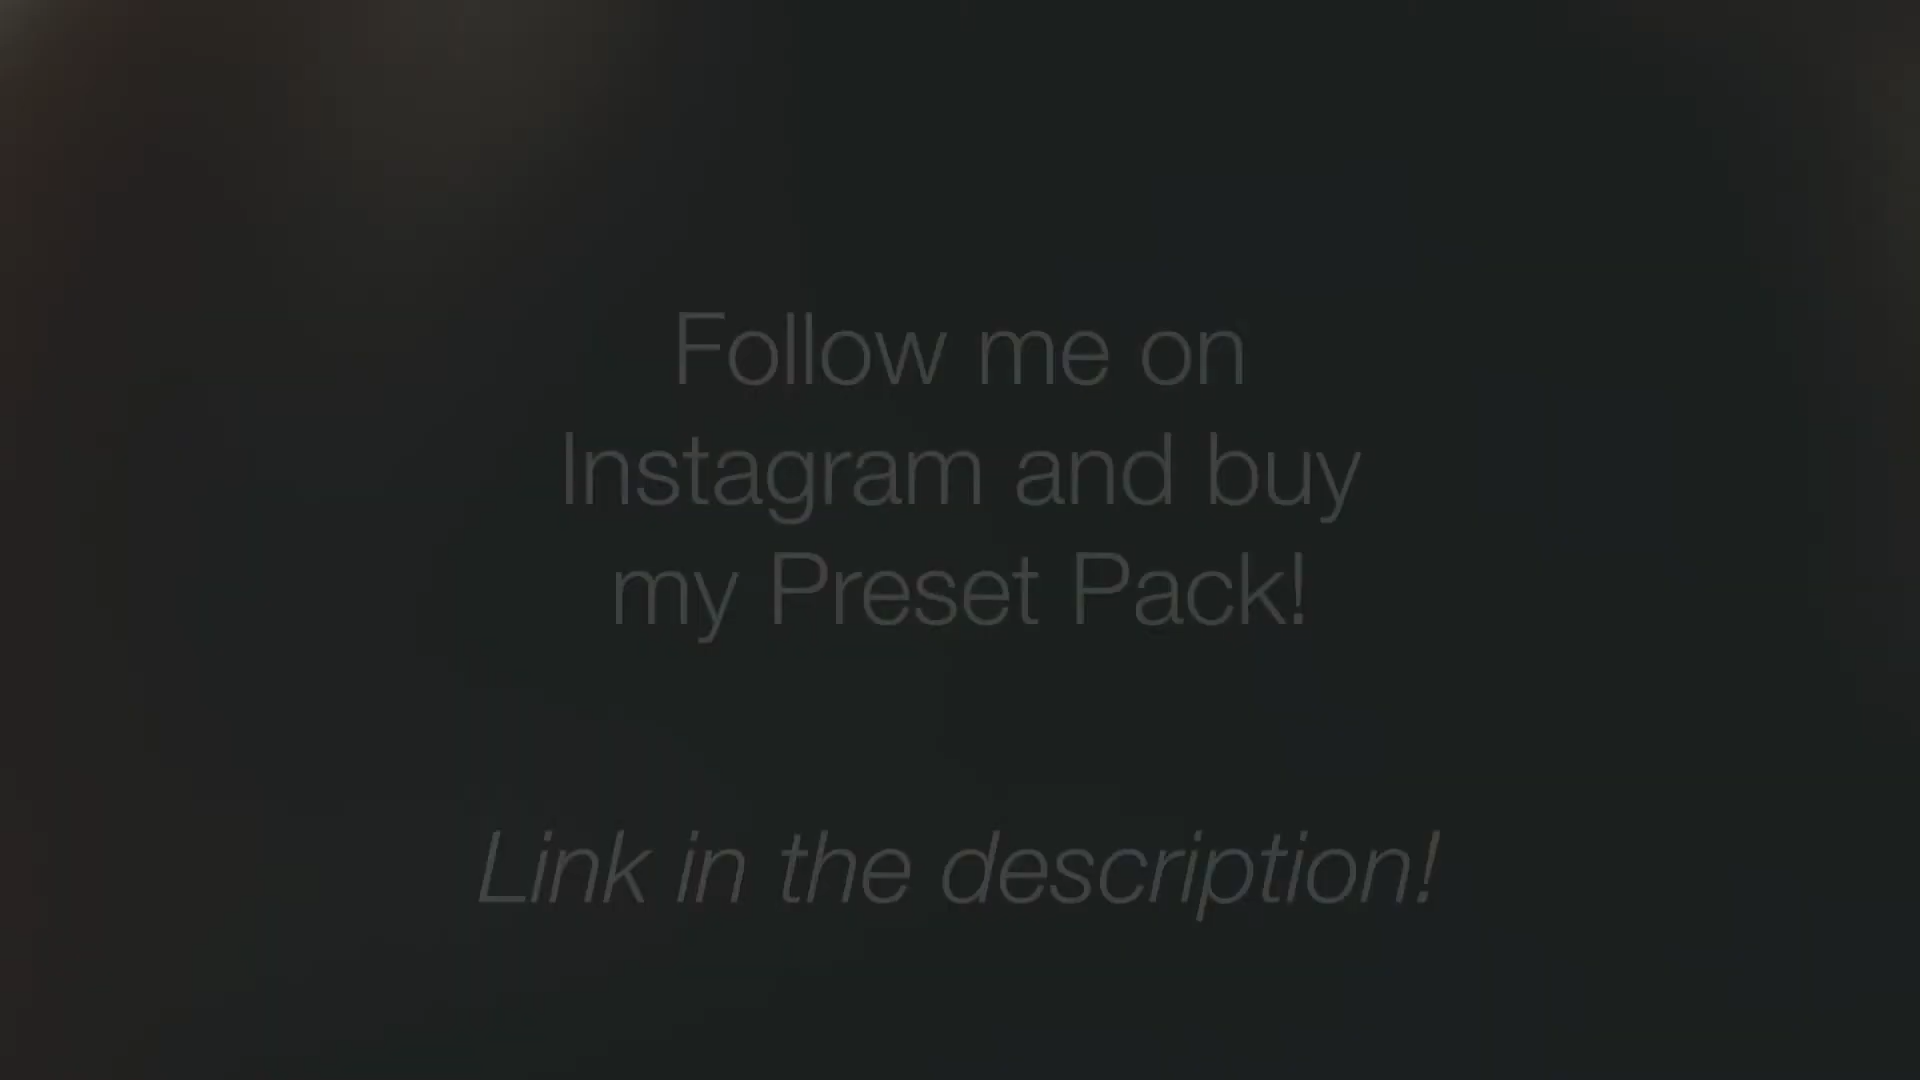 Follow me on
Instagram and buy
my Preset Pack!
Link in the description!